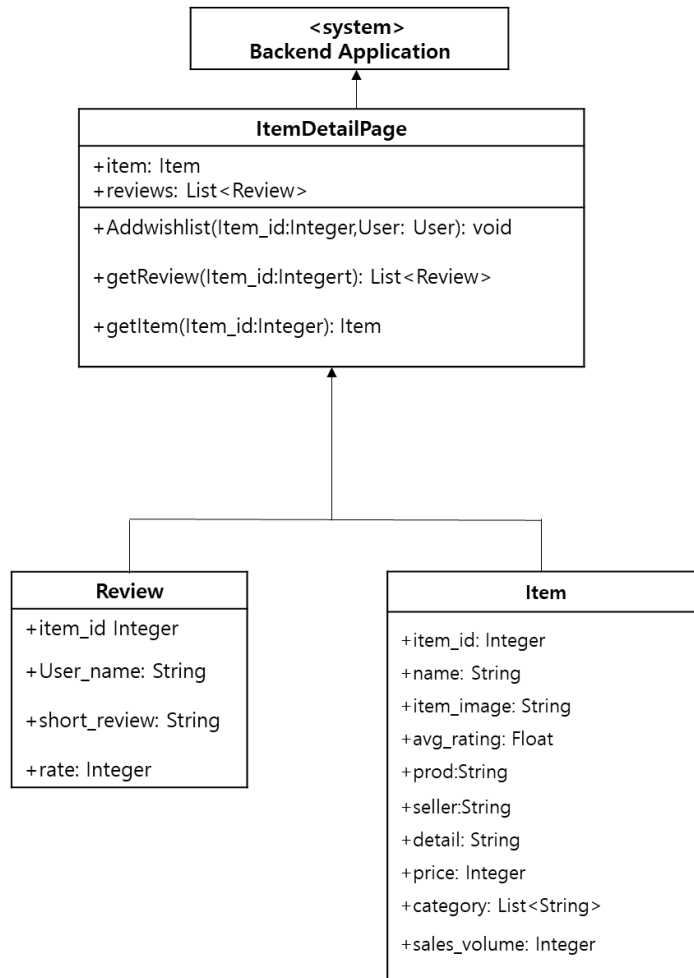 <system>
Backend Application
ItemDetailPage
+item: Item
+reviews: List<Review>
+Addwishlist(Item_id:Integer,User: User): void
+getReview(Item_id:Integert): List<Review>
+getItem(Item_id:Integer): Item
Review
+item_id Integer
+User_name: String
+short_review: String
+rate: Integer
Item
+item_id: Integer
+name: String
+item_image: String
+avg_rating: Float
+prod:String
+seller:String
+detail: String
+price: Integer
+category: List<String>
+sales_volume: Integer